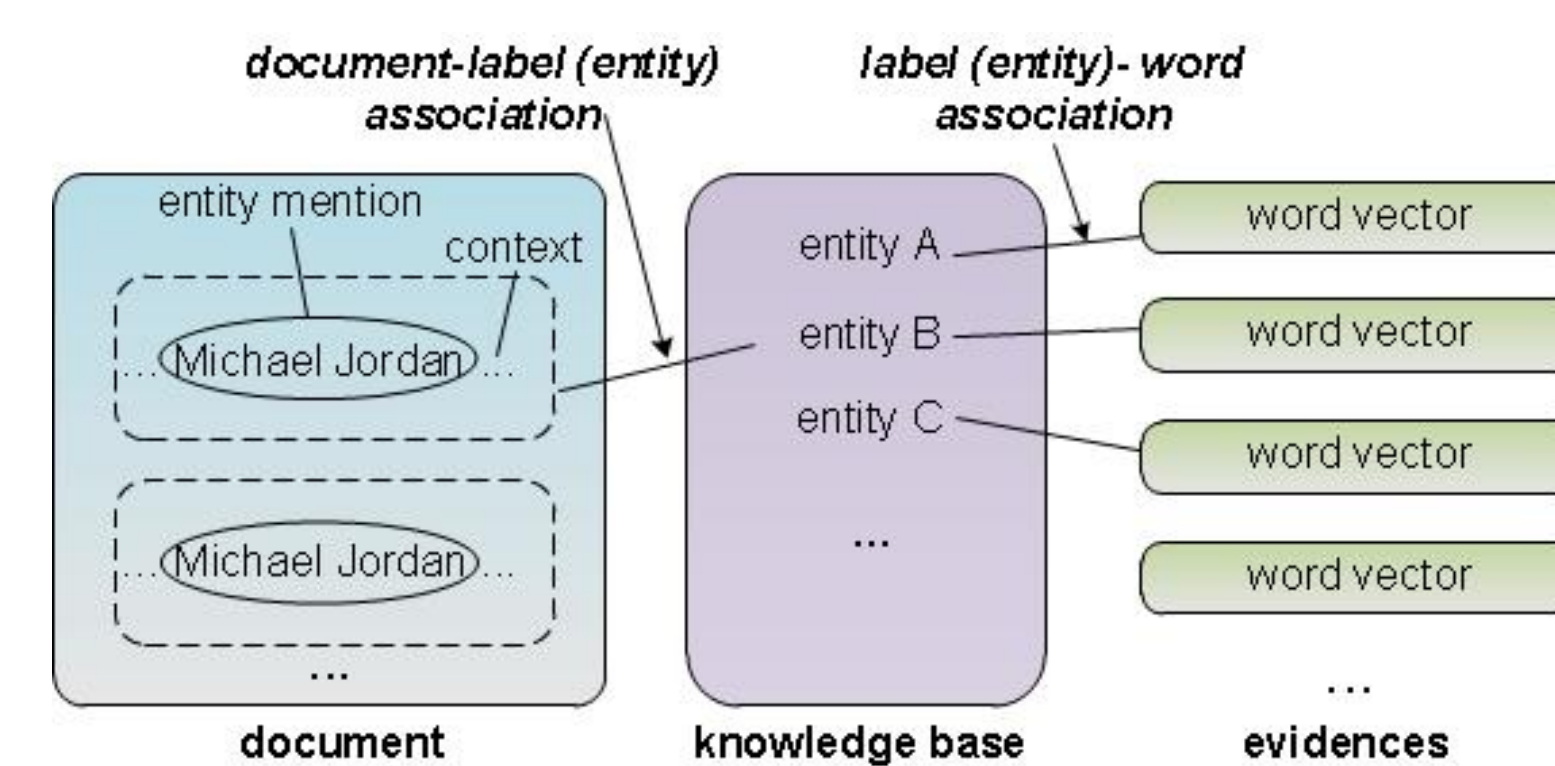 document-label (entity)
association
label (entity)- word
association
entity mention
context
... Michael Jordan ...
... Michael Jordan ...
...
document
entity A
entity B
entity C
...
knowledge base
word vector
word vector
word vector
word vector
...
evidences